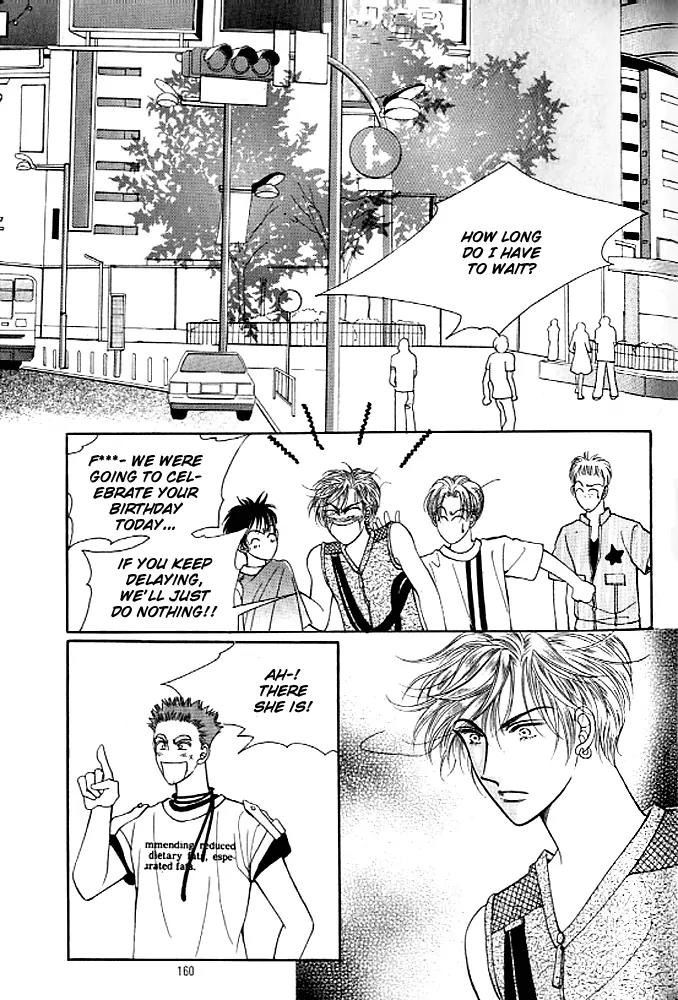 HOW LONG
DO I HAVE
TO WAIT?
F***- WE WERE
GOING TO CEL-
EBRATE YOUR
BIRTHDAY
TODAY...
IF YOU KEEP
DELAYING,
WE'LL JUST
DO NOTHING!!
AH-!
THERE
SHE IS!
mmending reduced
dietary fats, espe-
urated fats.
160